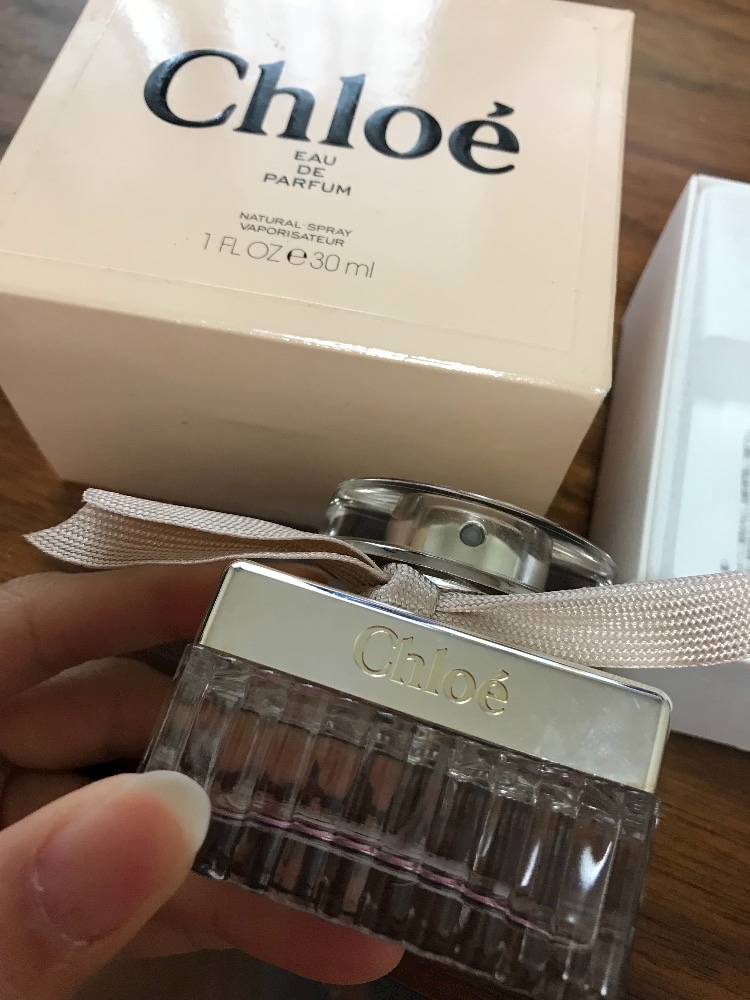 Chloé
EAU
DE
PARFUM
NATURAL SPRAY
VAPORISATEUR
1 FL OZ ℮ 30 ml
Chloé